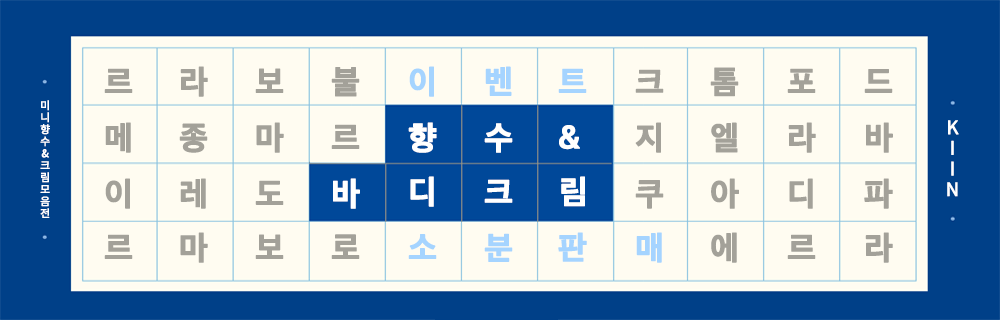 르 라 보 불 이 벤 트 크 톰 포 드
메 종 마 르 향 수 & 지 엘 라 바
이 레 도 바 디 크 림 쿠 아 디 파
르 마 보 로 소 분 판 매 에 르 라
미니향수&크림모음전
KIIN